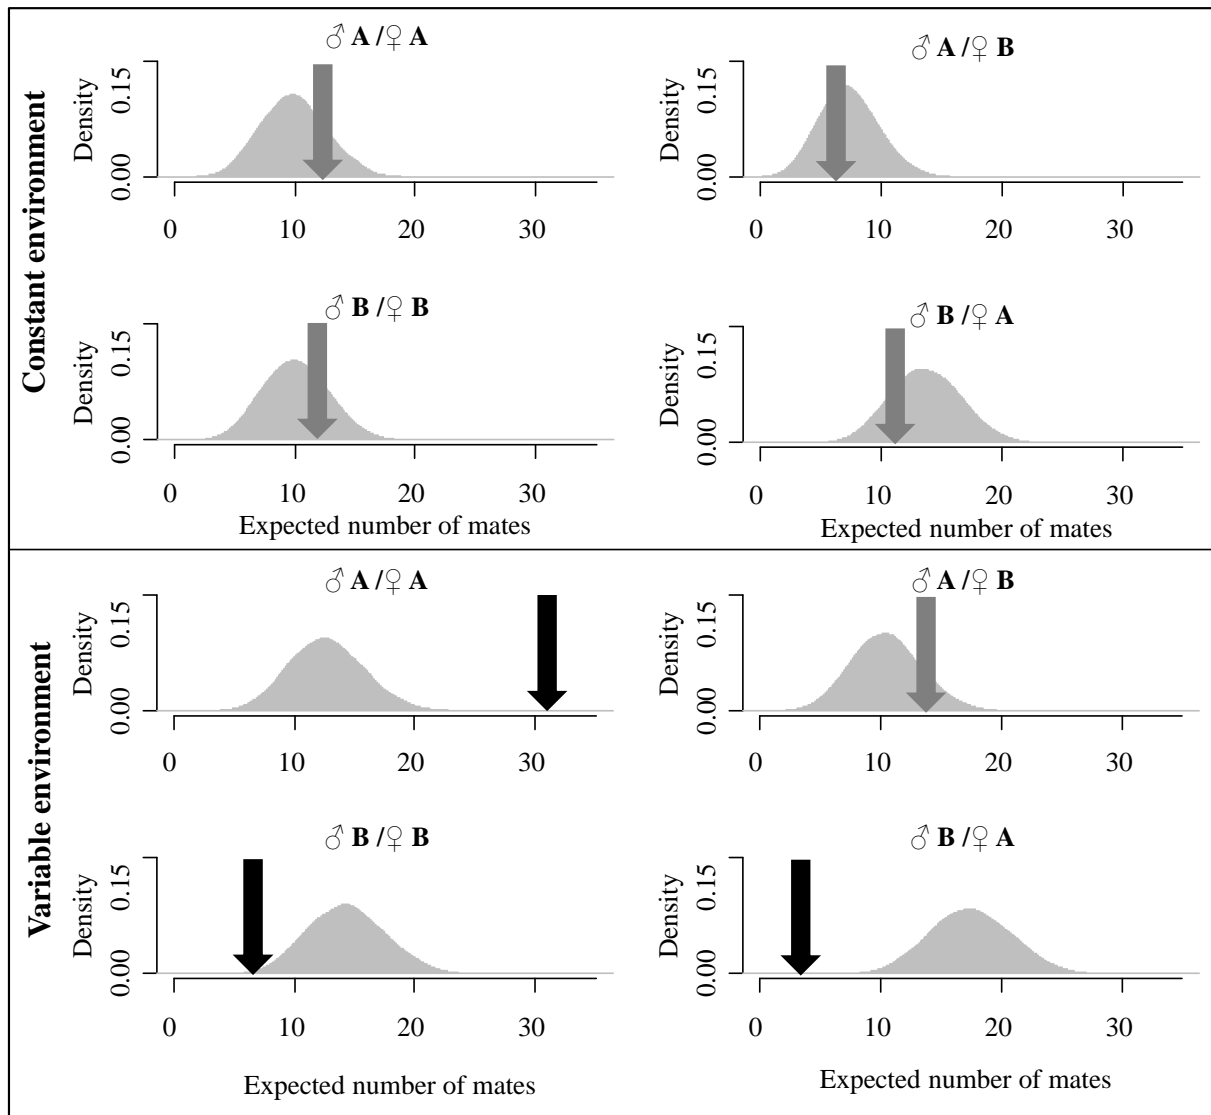 Constant environment
♂ A /♀ A
Density
0.00 0.15
0 10 20 30
♂ A /♀ B
Density
0.00 0.15
0 10 20 30
♂ B /♀ B
Density
0.00 0.15
0 10 20 30
Expected number of mates
♂ B /♀ A
Density
0.00 0.15
0 10 20 30
Expected number of mates
Variable environment
♂ A /♀ A
Density
0.00 0.15
0 10 20 30
♂ A /♀ B
Density
0.00 0.15
0 10 20 30
♂ B /♀ B
Density
0.00 0.15
0 10 20 30
Expected number of mates
♂ B /♀ A
Density
0.00 0.15
0 10 20 30
Expected number of mates